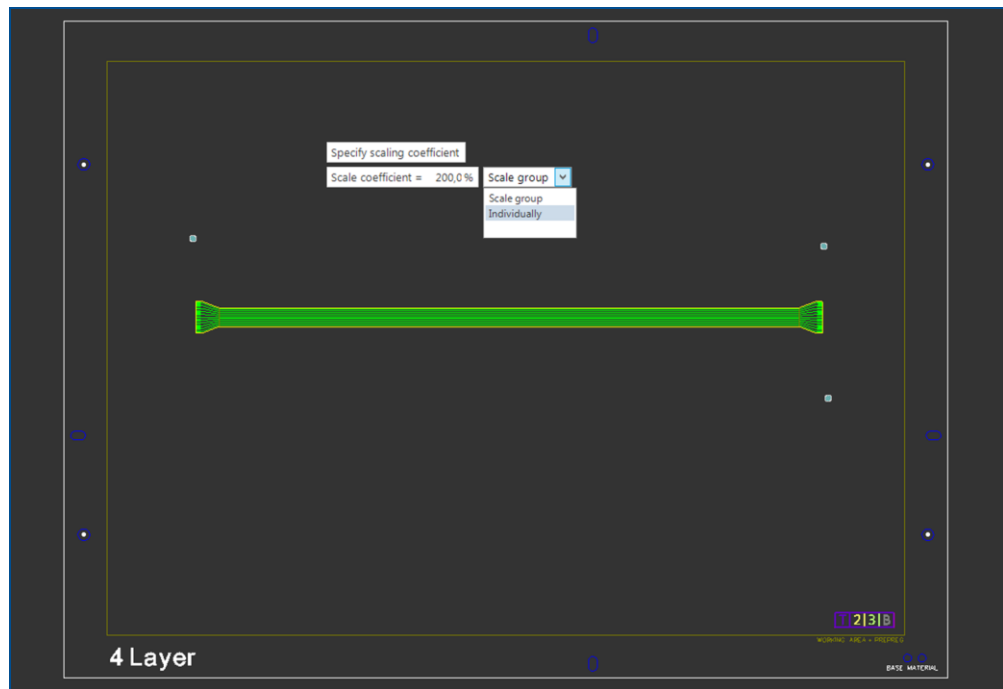 Specify scaling coefficient
Scale coefficient = 200,0 % Scale group
Scale group
Individually
2|3|B
WORKING AREA + PREPREG
4 Layer
BASE MATERIAL